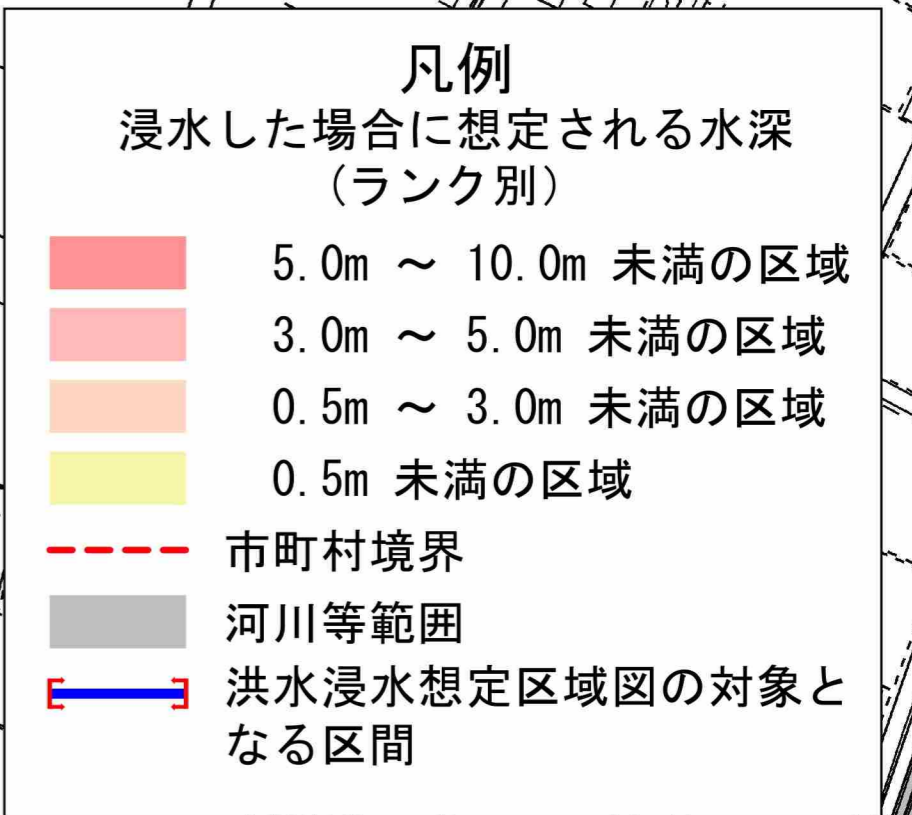 凡例
浸水した場合に想定される水深
(ランク別)
5.0m ～ 10.0m 未満の区域
3.0m ～ 5.0m 未満の区域
0.5m ～ 3.0m 未満の区域
0.5m 未満の区域
市町村境界
河川等範囲
洪水浸水想定区域図の対象と
なる区間